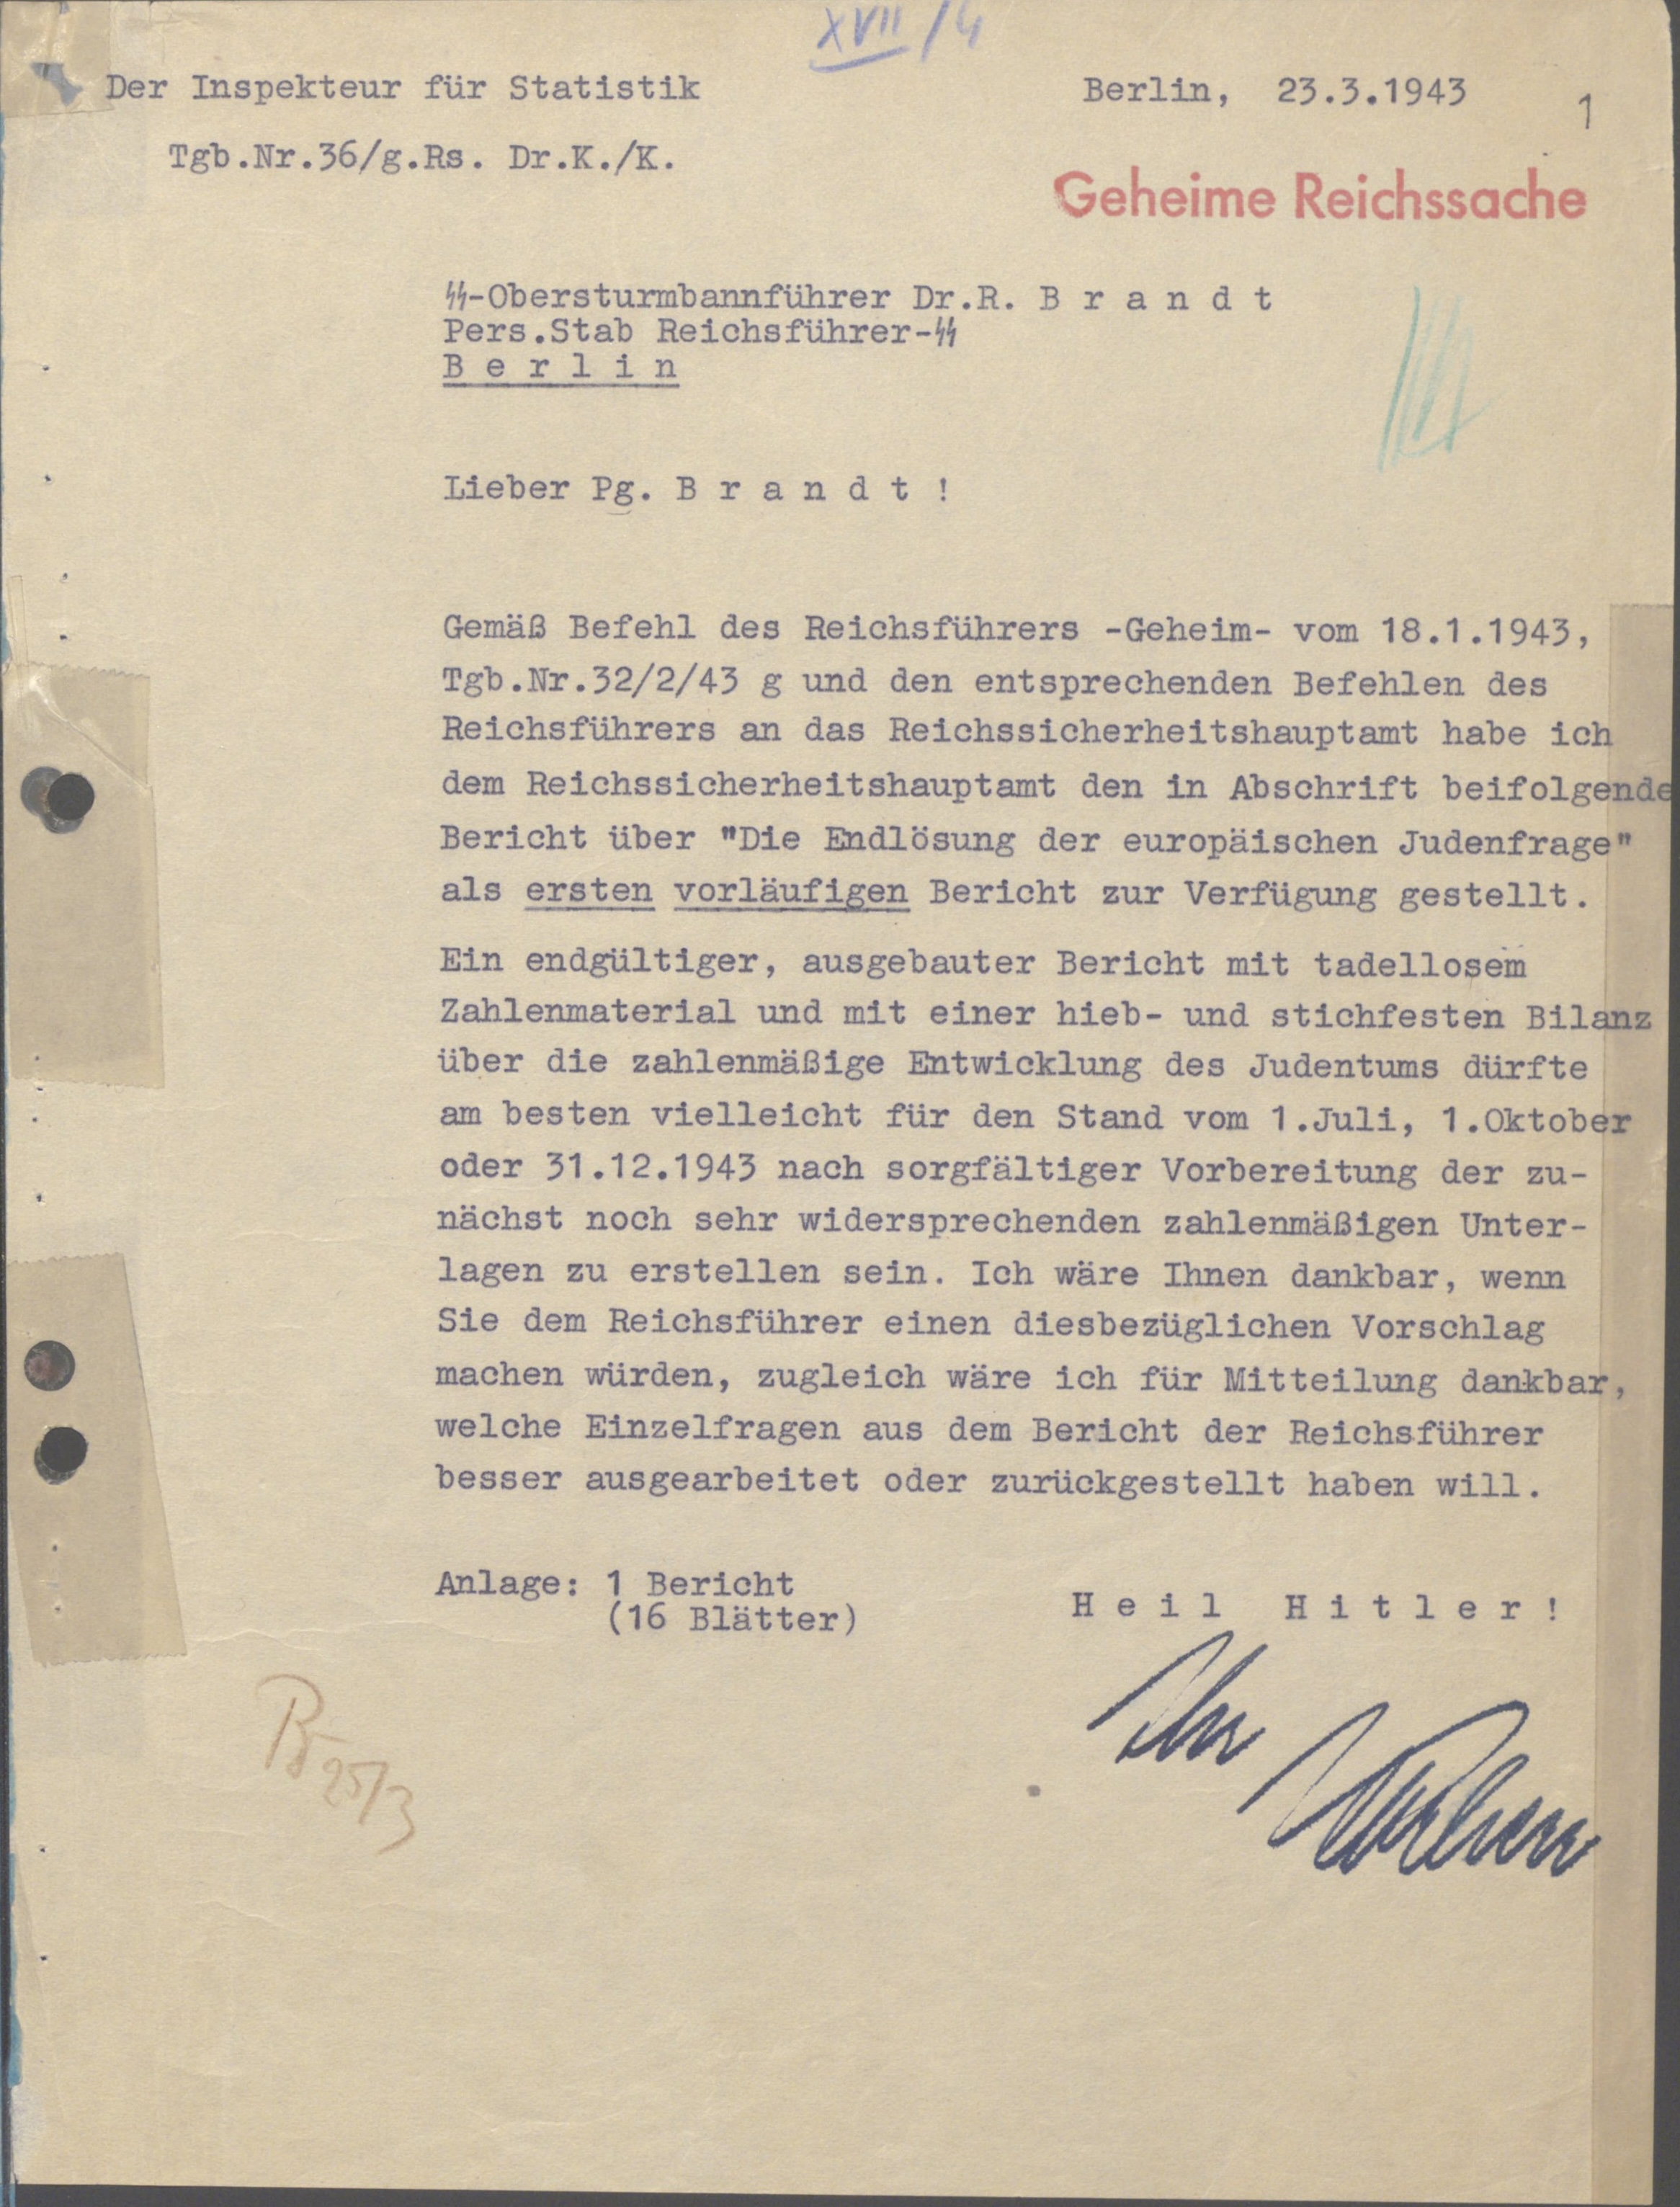 XVII/4
Der Inspekteur für Statistik
Berlin, 23.3.1943
1
Tgb.Nr.36/g.Rs. Dr.K./K.
Geheime Reichssache
ᛋᛋ-Obersturmbannführer Dr.R. B r a n d t
Pers.Stab Reichsführer-ᛋᛋ
B e r l i n
Lieber Pg. B r a n d t !
Gemäß Befehl des Reichsführers -Geheim- vom 18.1.1943,
Tgb.Nr.32/2/43 g und den entsprechenden Befehlen des
Reichsführers an das Reichssicherheitshauptamt habe ich
dem Reichssicherheitshauptamt den in Abschrift beifolgende
Bericht über "Die Endlösung der europäischen Judenfrage"
als ersten vorläufigen Bericht zur Verfügung gestellt.
Ein endgültiger, ausgebauter Bericht mit tadellosem
Zahlenmaterial und mit einer hieb- und stichfesten Bilanz
über die zahlenmäßige Entwicklung des Judentums dürfte
am besten vielleicht für den Stand vom 1.Juli, 1.Oktober
oder 31.12.1943 nach sorgfältiger Vorbereitung der zu-
nächst noch sehr widersprechenden zahlenmäßigen Unter-
lagen zu erstellen sein. Ich wäre Ihnen dankbar, wenn
Sie dem Reichsführer einen diesbezüglichen Vorschlag
machen würden, zugleich wäre ich für Mitteilung dankbar,
welche Einzelfragen aus dem Bericht der Reichsführer
besser ausgearbeitet oder zurückgestellt haben will.
Anlage: 1 Bericht
(16 Blätter)
H e i l  H i t l e r !
Ihr
Br 25/3